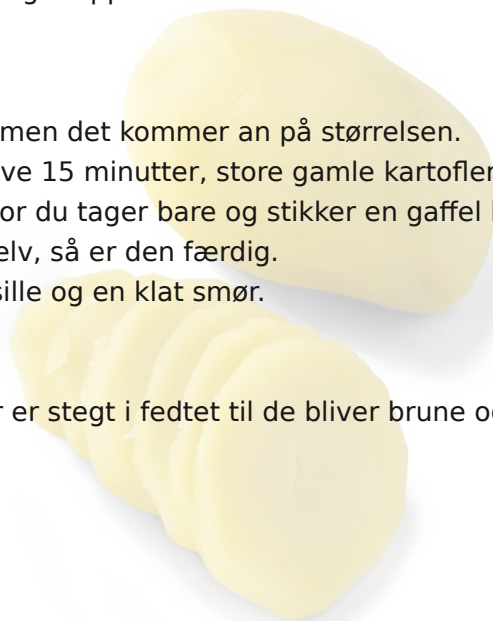 men det kommer an på størrelsen.
ve 15 minutter, store gamle kartofler
or du tager bare og stikker en gaffel
elv, så er den færdig.
sille og en klat smør.
r er stegt i fedtet til de bliver brune o